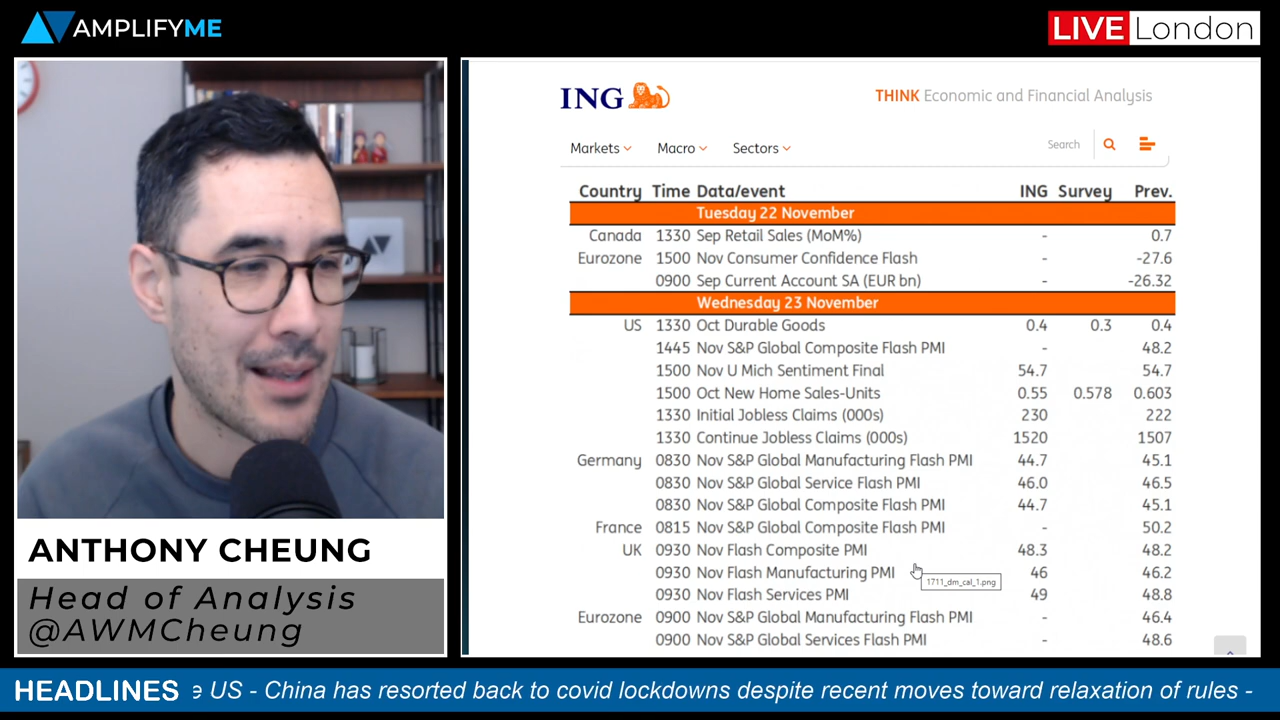 AMPLIFYME
LIVE London
ING
THINK Economic and Financial Analysis
Markets Macro Sectors Search
Country Time Data/event ING Survey Prev.
Tuesday 22 November
Canada 1330 Sep Retail Sales (MoM%) - 0.7
Eurozone 1500 Nov Consumer Confidence Flash - -27.6
0900 Sep Current Account SA (EUR bn) - -26.32
Wednesday 23 November
US 1330 Oct Durable Goods 0.4 0.3 0.4
1445 Nov S&P Global Composite Flash PMI - 48.2
1500 Nov U Mich Sentiment Final 54.7 54.7
1500 Oct New Home Sales-Units 0.55 0.578 0.603
1330 Initial Jobless Claims (000s) 230 222
1330 Continue Jobless Claims (000s) 1520 1507
Germany 0830 Nov S&P Global Manufacturing Flash PMI 44.7 45.1
0830 Nov S&P Global Service Flash PMI 46.0 46.5
0830 Nov S&P Global Composite Flash PMI 44.7 45.1
France 0815 Nov S&P Global Composite Flash PMI - 50.2
UK 0930 Nov Flash Composite PMI 48.3 48.2
0930 Nov Flash Manufacturing PMI 46 46.2
1711_dm_cal_1.png
0930 Nov Flash Services PMI 49 48.8
Eurozone 0900 Nov S&P Global Manufacturing Flash PMI - 46.4
0900 Nov S&P Global Services Flash PMI - 48.6
ANTHONY CHEUNG
Head of Analysis
@AWMCheung
HEADLINES e US - China has resorted back to covid lockdowns despite recent moves toward relaxation of rules -